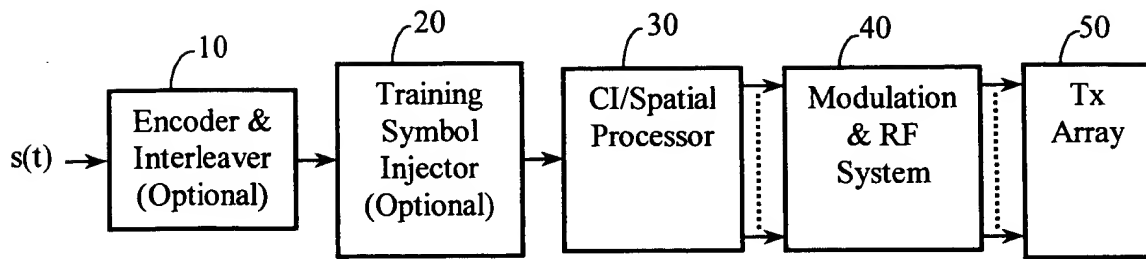 10
20
30
40
50
s(t)
Encoder &
Interleaver
(Optional)
Training
Symbol
Injector
(Optional)
CI/Spatial
Processor
Modulation
& RF
System
Tx
Array